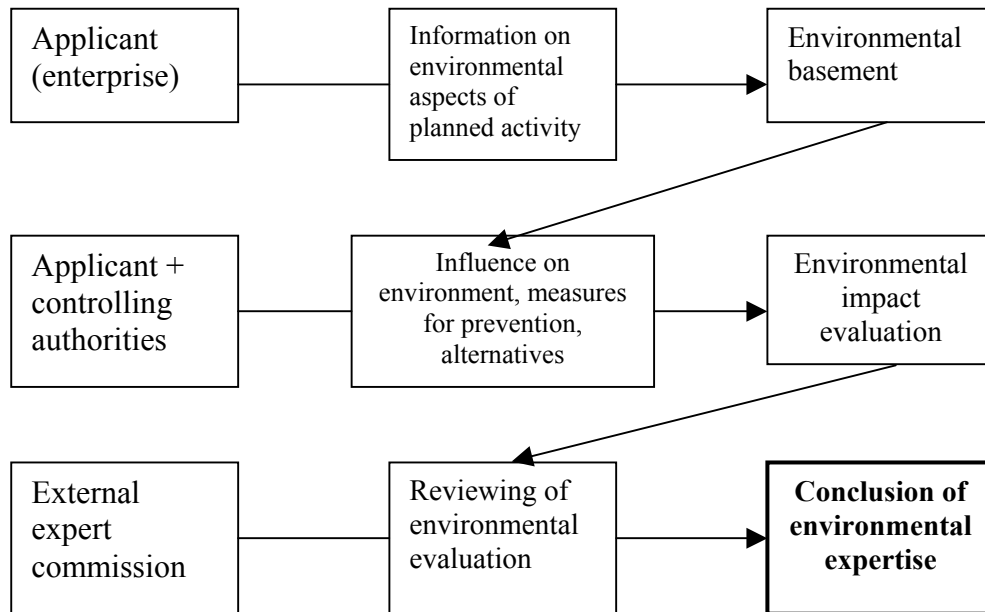 Applicant
(enterprise)
Information on
environmental
aspects of
planned activity
Environmental
basement
Applicant +
controlling
authorities
Influence on
environment, measures
for prevention,
alternatives
Environmental
impact
evaluation
External
expert
commission
Reviewing of
environmental
evaluation
Conclusion of
environmental
expertise